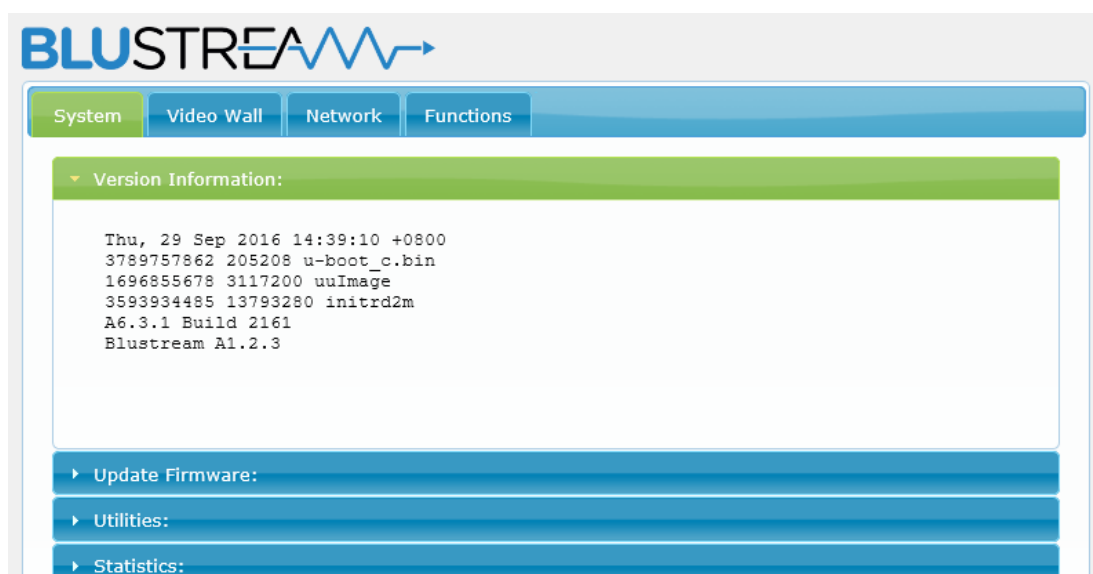 BLUSTREAM
System
Video Wall
Network
Functions
Version Information:
Thu, 29 Sep 2016 14:39:10 +0800
3789757862 205208 u-boot_c.bin
1696855678 3117200 uuImage
3593934485 13793280 initrd2m
A6.3.1 Build 2161
Blustream A1.2.3
Update Firmware:
Utilities:
Statistics: